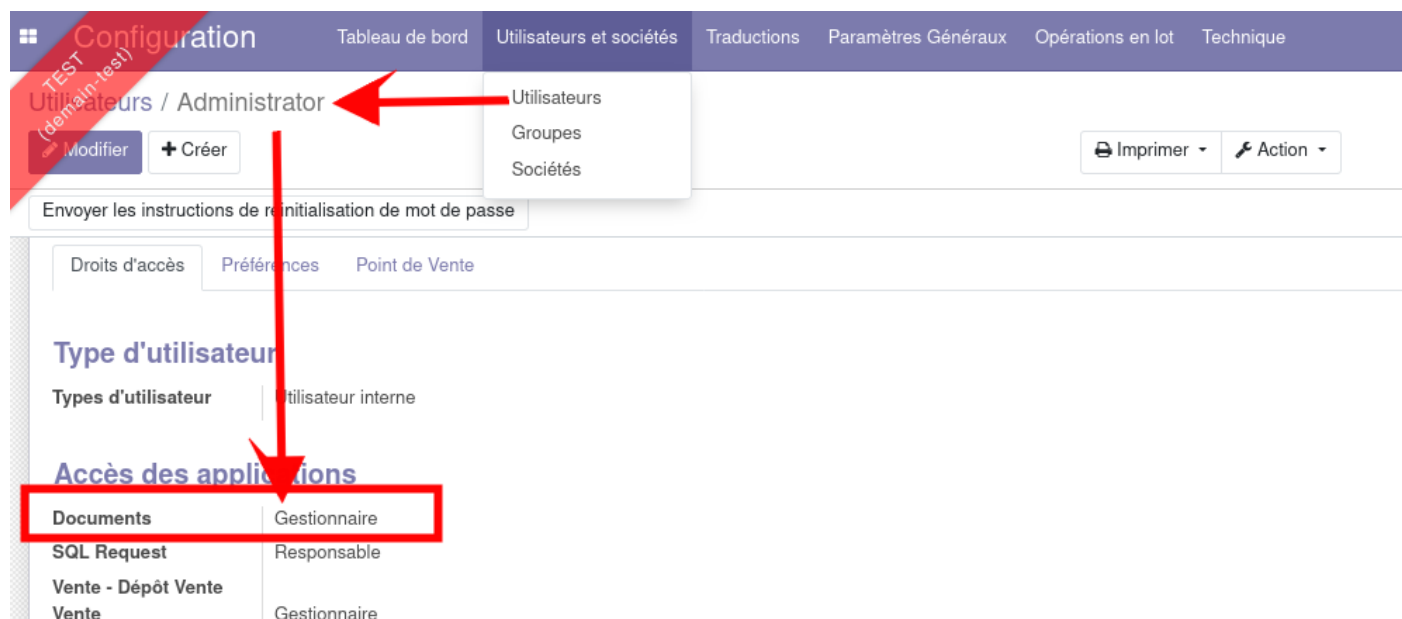 Configuration Tableau de bord Utilisateurs et sociétés Traductions Paramètres Généraux Opérations en lot Technique
TEST
(demain-test)
Utilisateurs / Administrator
Utilisateurs
Groupes
Sociétés
Modifier Créer
Imprimer Action
Envoyer les instructions de réinitialisation de mot de passe
Droits d'accès Préférences Point de Vente
Type d'utilisateur
Types d'utilisateur Utilisateur interne
Accès des applications
Documents Gestionnaire
SQL Request Responsable
Vente - Dépôt Vente
Vente Gestionnaire